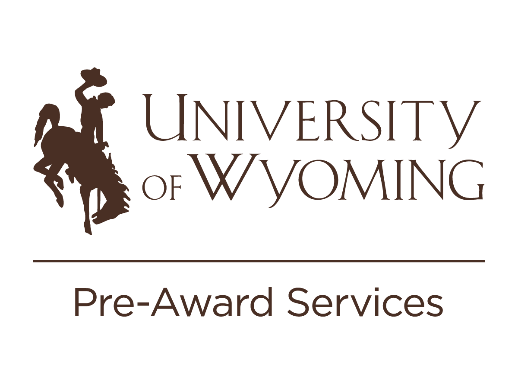 University
of Wyoming
Pre-Award Services